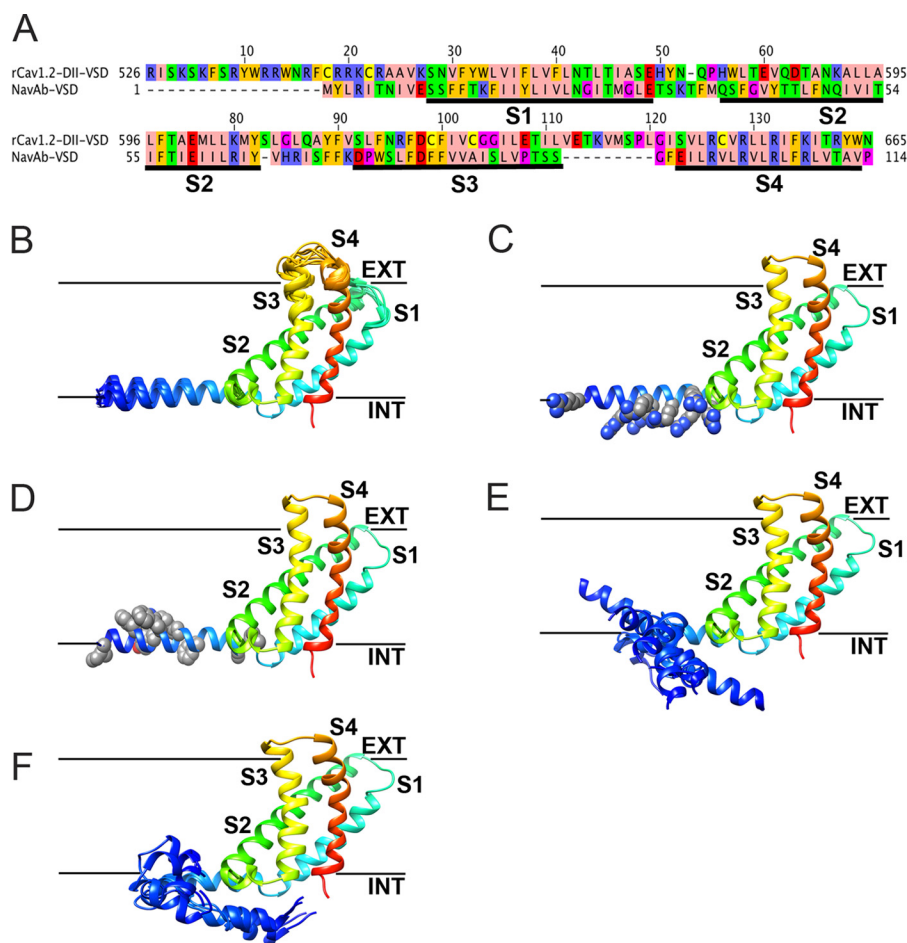 A
10 20 30 40 50 60
rCav1.2-DII-VSD 526 RISKSKFSRYWRRWNRFCRRKCRAAVKSNVFYWLVIFLVFLNTLTIASEHYN-QPHWLTEVQDTANKALLA 595
NavAb-VSD 1 -----------------MYLRITNIVESSFFTKFIIYLIVLNGITMGLETSKTFMQSFGVYTTLFNQIVIT 54
S1 S2
80 90 100 110 120 130
rCav1.2-DII-VSD 596 LFTAEMLLKMYSLGLQAYFVSLFNRFDCFIVCGGILETILVETKVMSPLGISVLRCVRLLRIFKITRYWN 665
NavAb-VSD 55 IFTIEIILRIY-VHRISFFKDPWSLFDFFVVAISLVPTSS---------GFEILRVLRVLRLFRLVTAVP 114
S2 S3 S4
B
S4
EXT
S3
S1
S2
INT
C
S4
EXT
S3
S1
S2
INT
D
S4
EXT
S3
S1
S2
INT
E
S4
EXT
S3
S1
S2
INT
F
S4
EXT
S3
S1
S2
INT